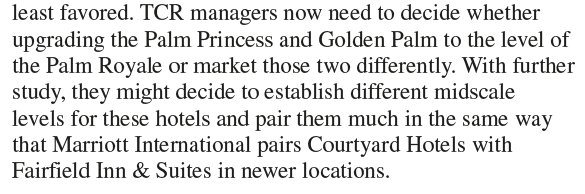 least favored. TCR managers now need to decide whether
upgrading the Palm Princess and Golden Palm to the level of
the Palm Royale or market those two differently. With further
study, they might decide to establish different midscale
levels for these hotels and pair them much in the same way
that Marriott International pairs Courtyard Hotels with
Fairfield Inn & Suites in newer locations.